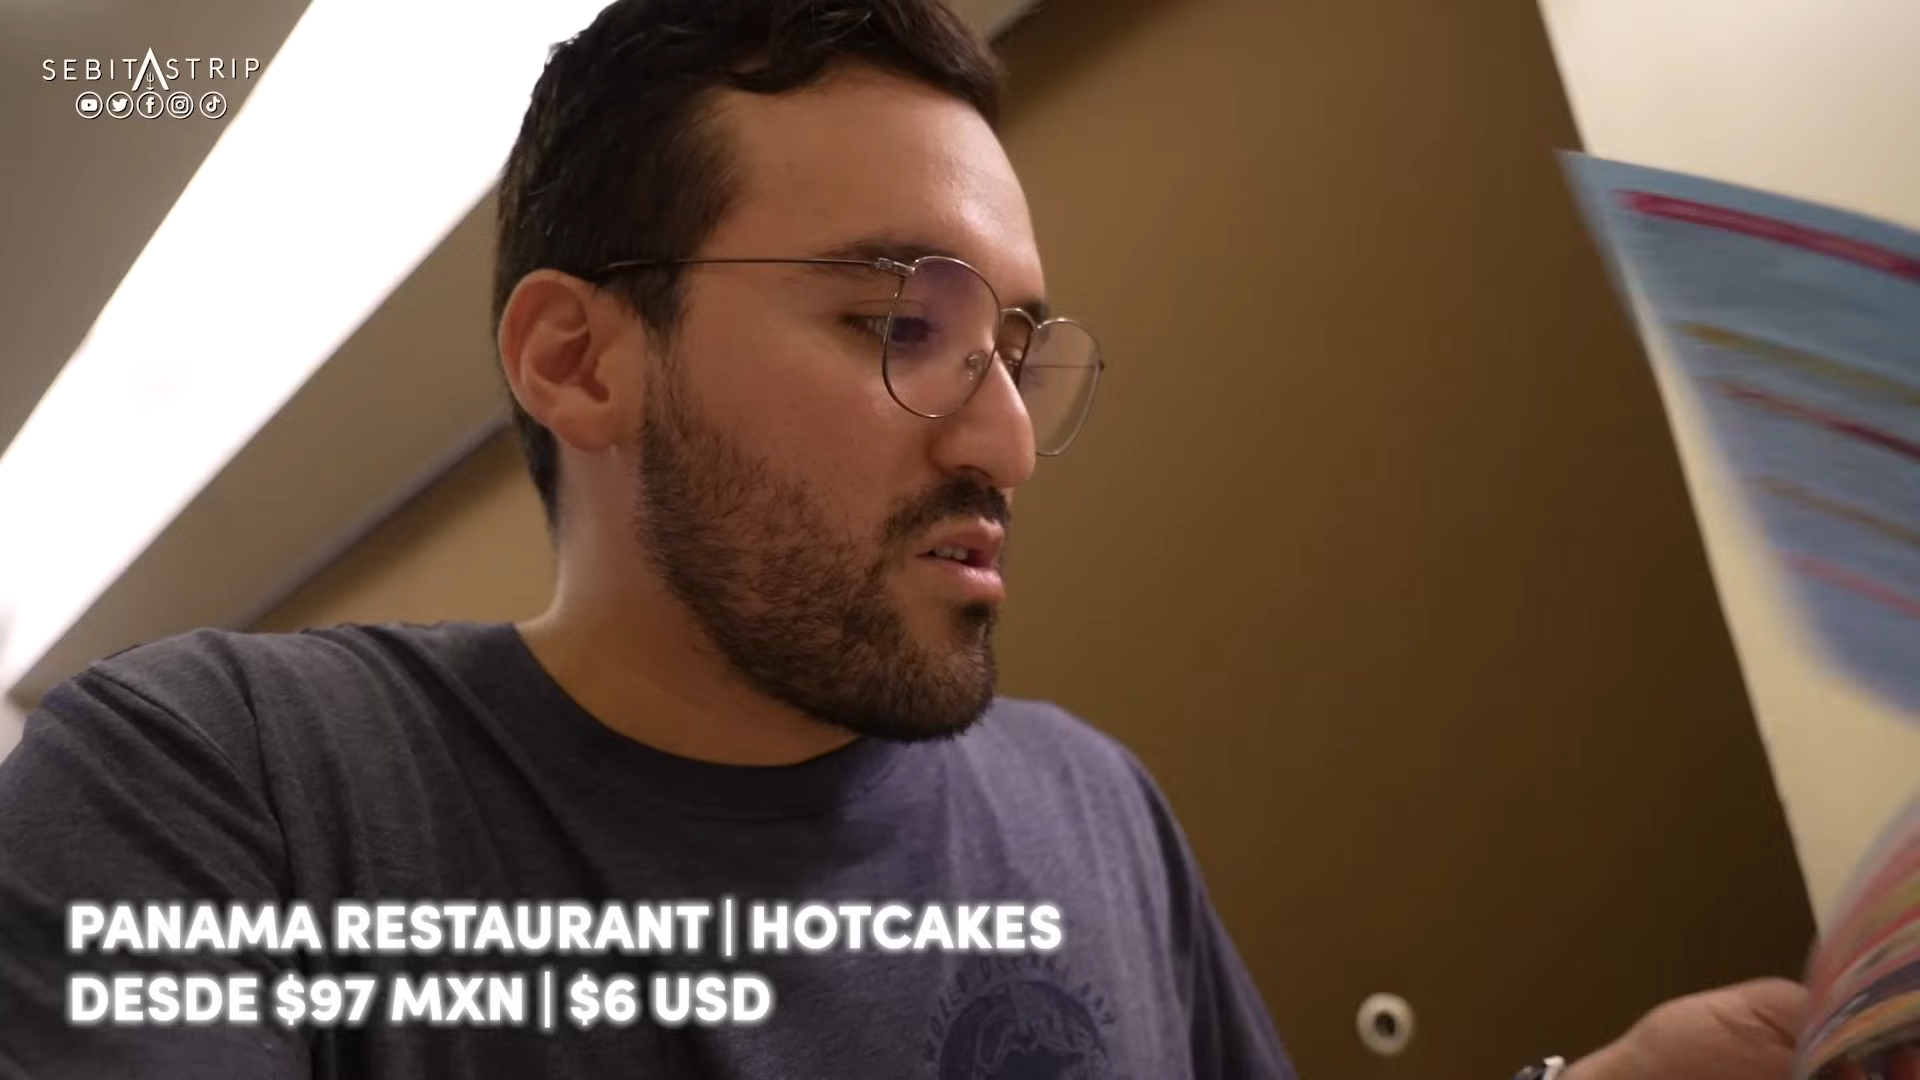 SEBITASTRIP
PANAMA RESTAURANT | HOTCAKES
DESDE $97 MXN | $6 USD